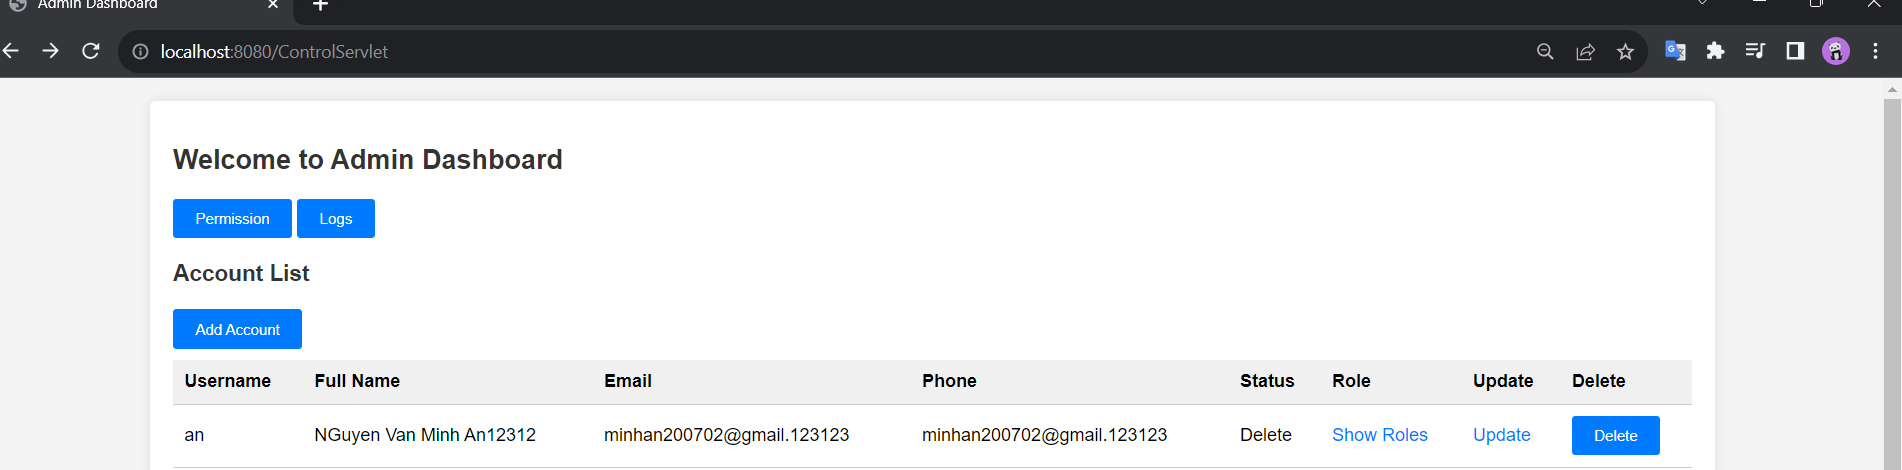 Admin Dashboard
localhost:8080/ControlServlet
Welcome to Admin Dashboard
Permission Logs
Account List
Add Account
Username Full Name Email Phone Status Role Update Delete
an NGuyen Van Minh An12312 minhan200702@gmail.123123 minhan200702@gmail.123123 Delete Show Roles Update Delete